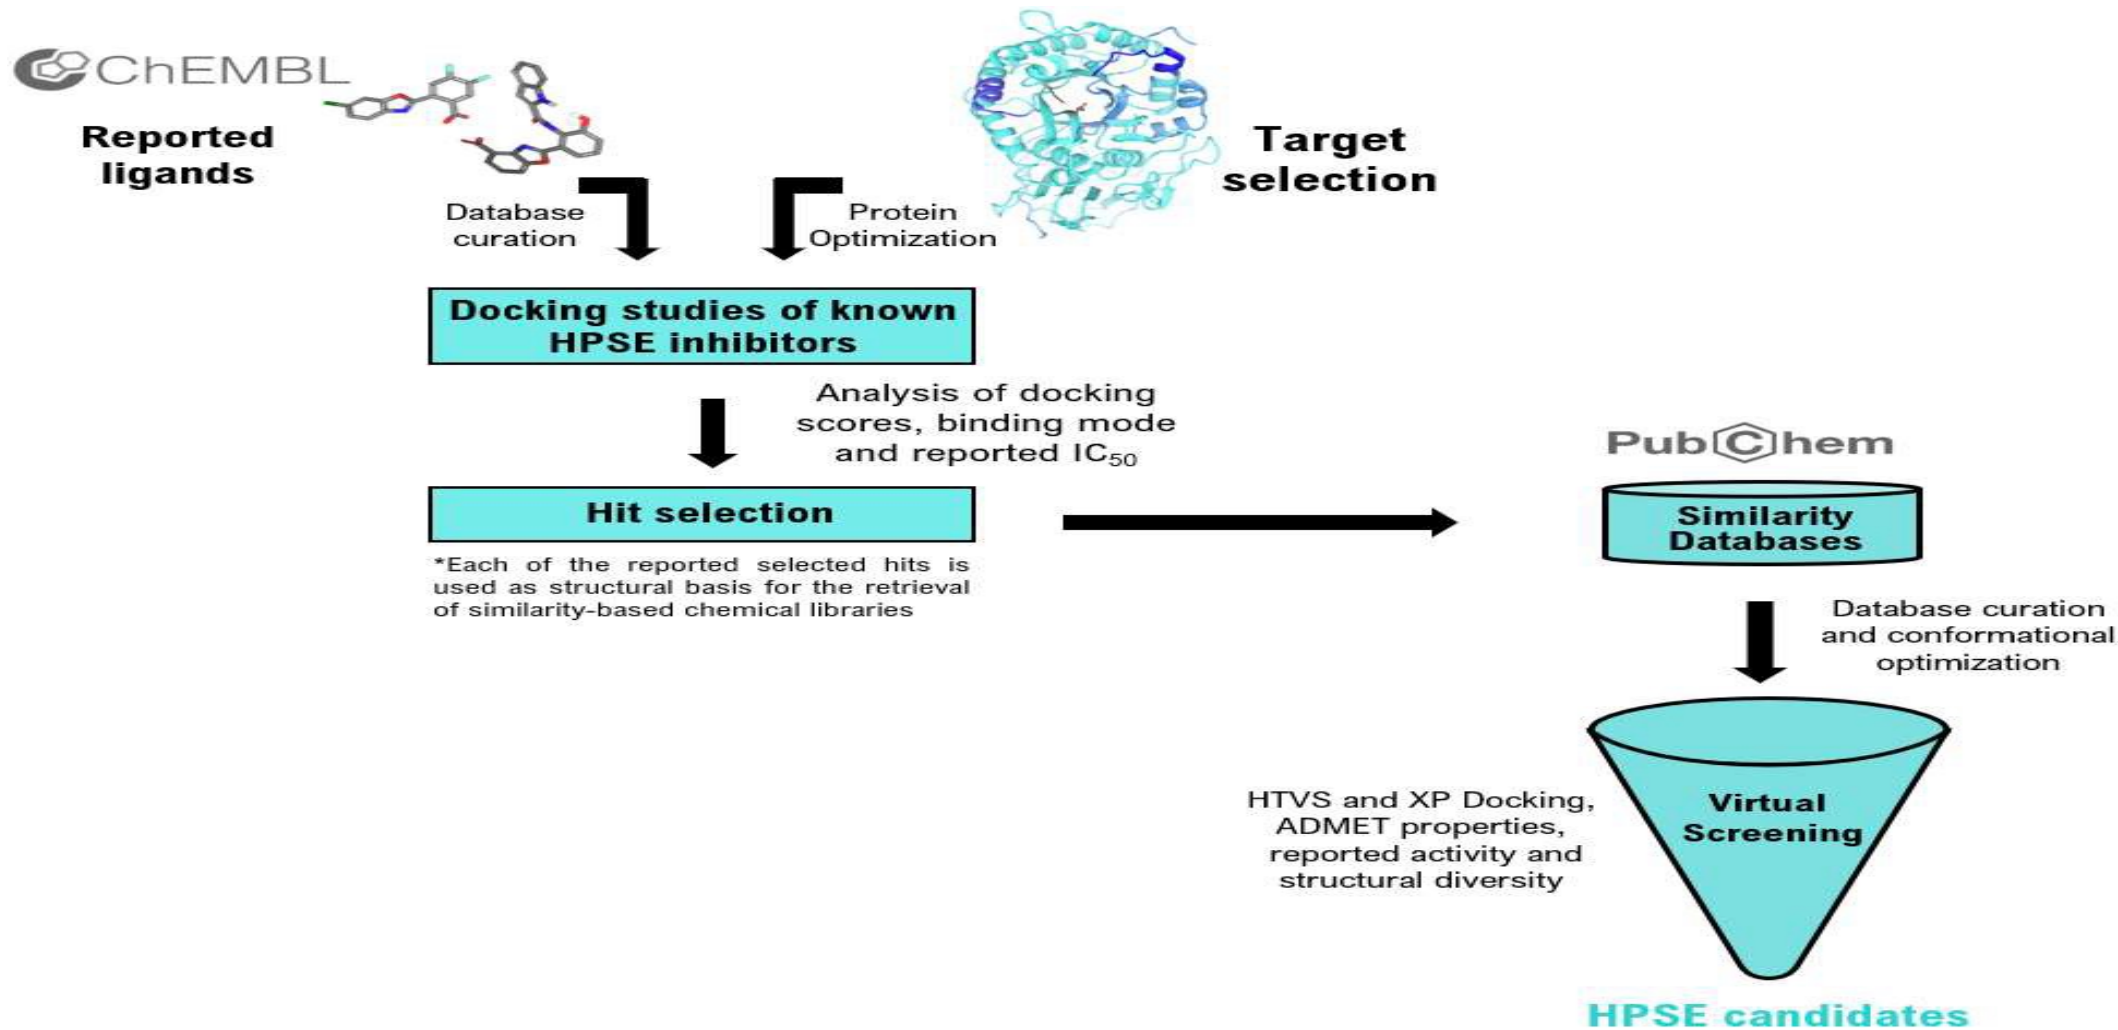 ChEMBL
Reported
ligands
Target
selection
Database
curation
Protein
Optimization
Docking studies of known
HPSE inhibitors
Analysis of docking
scores, binding mode
and reported IC₅₀
Hit selection
*Each of the reported selected hits is
used as structural basis for the retrieval
of similarity-based chemical libraries
PubChem
Similarity
Databases
Database curation
and conformational
optimization
HTVS and XP Docking,
ADMET properties,
reported activity and
structural diversity
Virtual
Screening
HPSE candidates